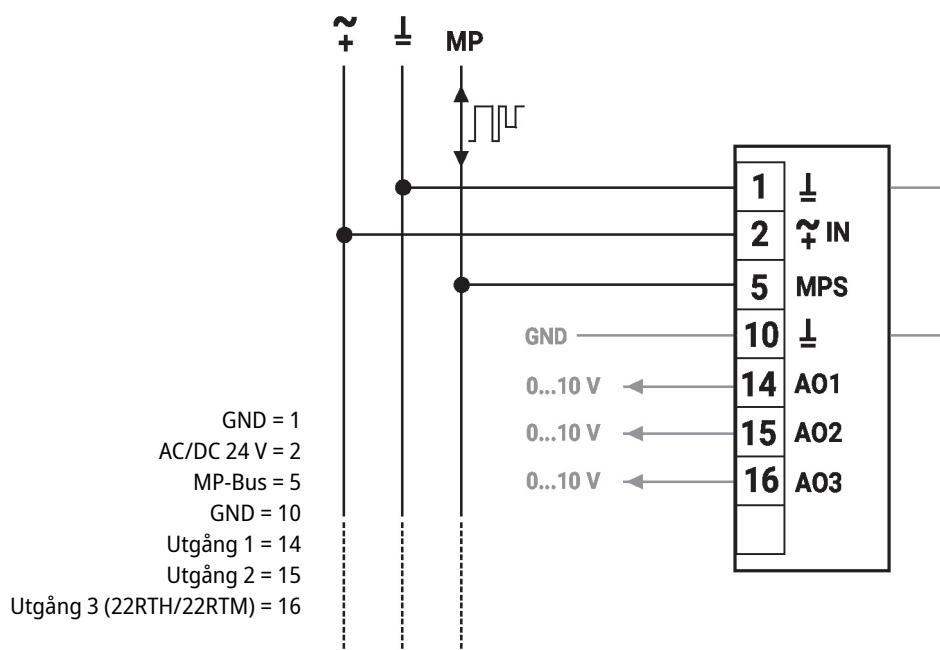 ~
+
⊥
=
MP
1 ⊥
2 ~ + IN
5 MPS
GND 10 ⊥
0...10 V 14 AO1
0...10 V 15 AO2
0...10 V 16 AO3
GND = 1
AC/DC 24 V = 2
MP-Bus = 5
GND = 10
Utgång 1 = 14
Utgång 2 = 15
Utgång 3 (22RTH/22RTM) = 16